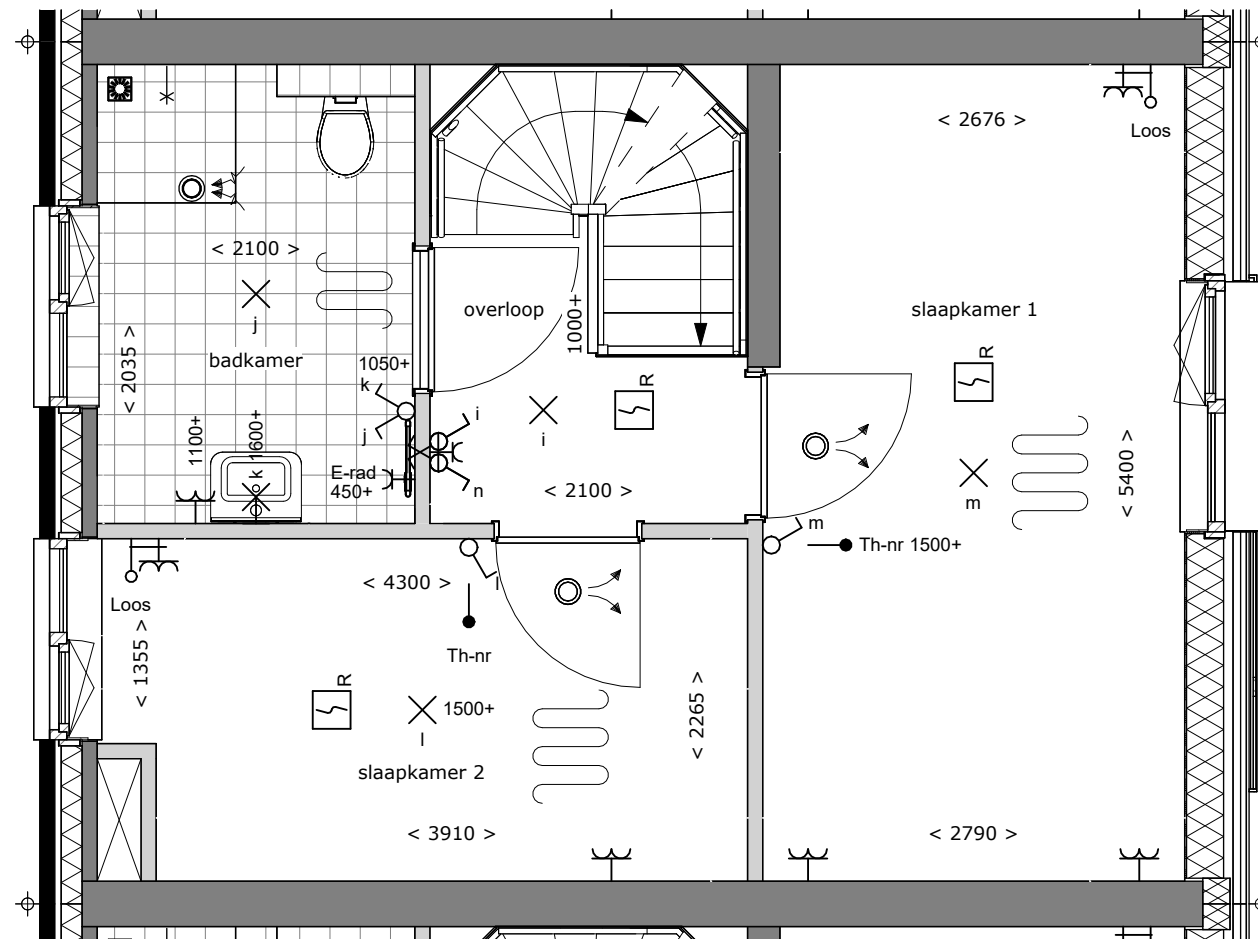 < 2676 >
Loos
< 2100 >
j
badkamer
< 2035 >
overloop
1000+
slaapkamer 1
R
R
1050+
k
j
i
i
n
1100+
k 1600+
E-rad
450+
< 2100 >
m
< 5400 >
m
Th-nr 1500+
< 4300 >
l
Loos
< 1355 >
Th-nr
R
1500+
l
< 2265 >
slaapkamer 2
< 3910 >
< 2790 >